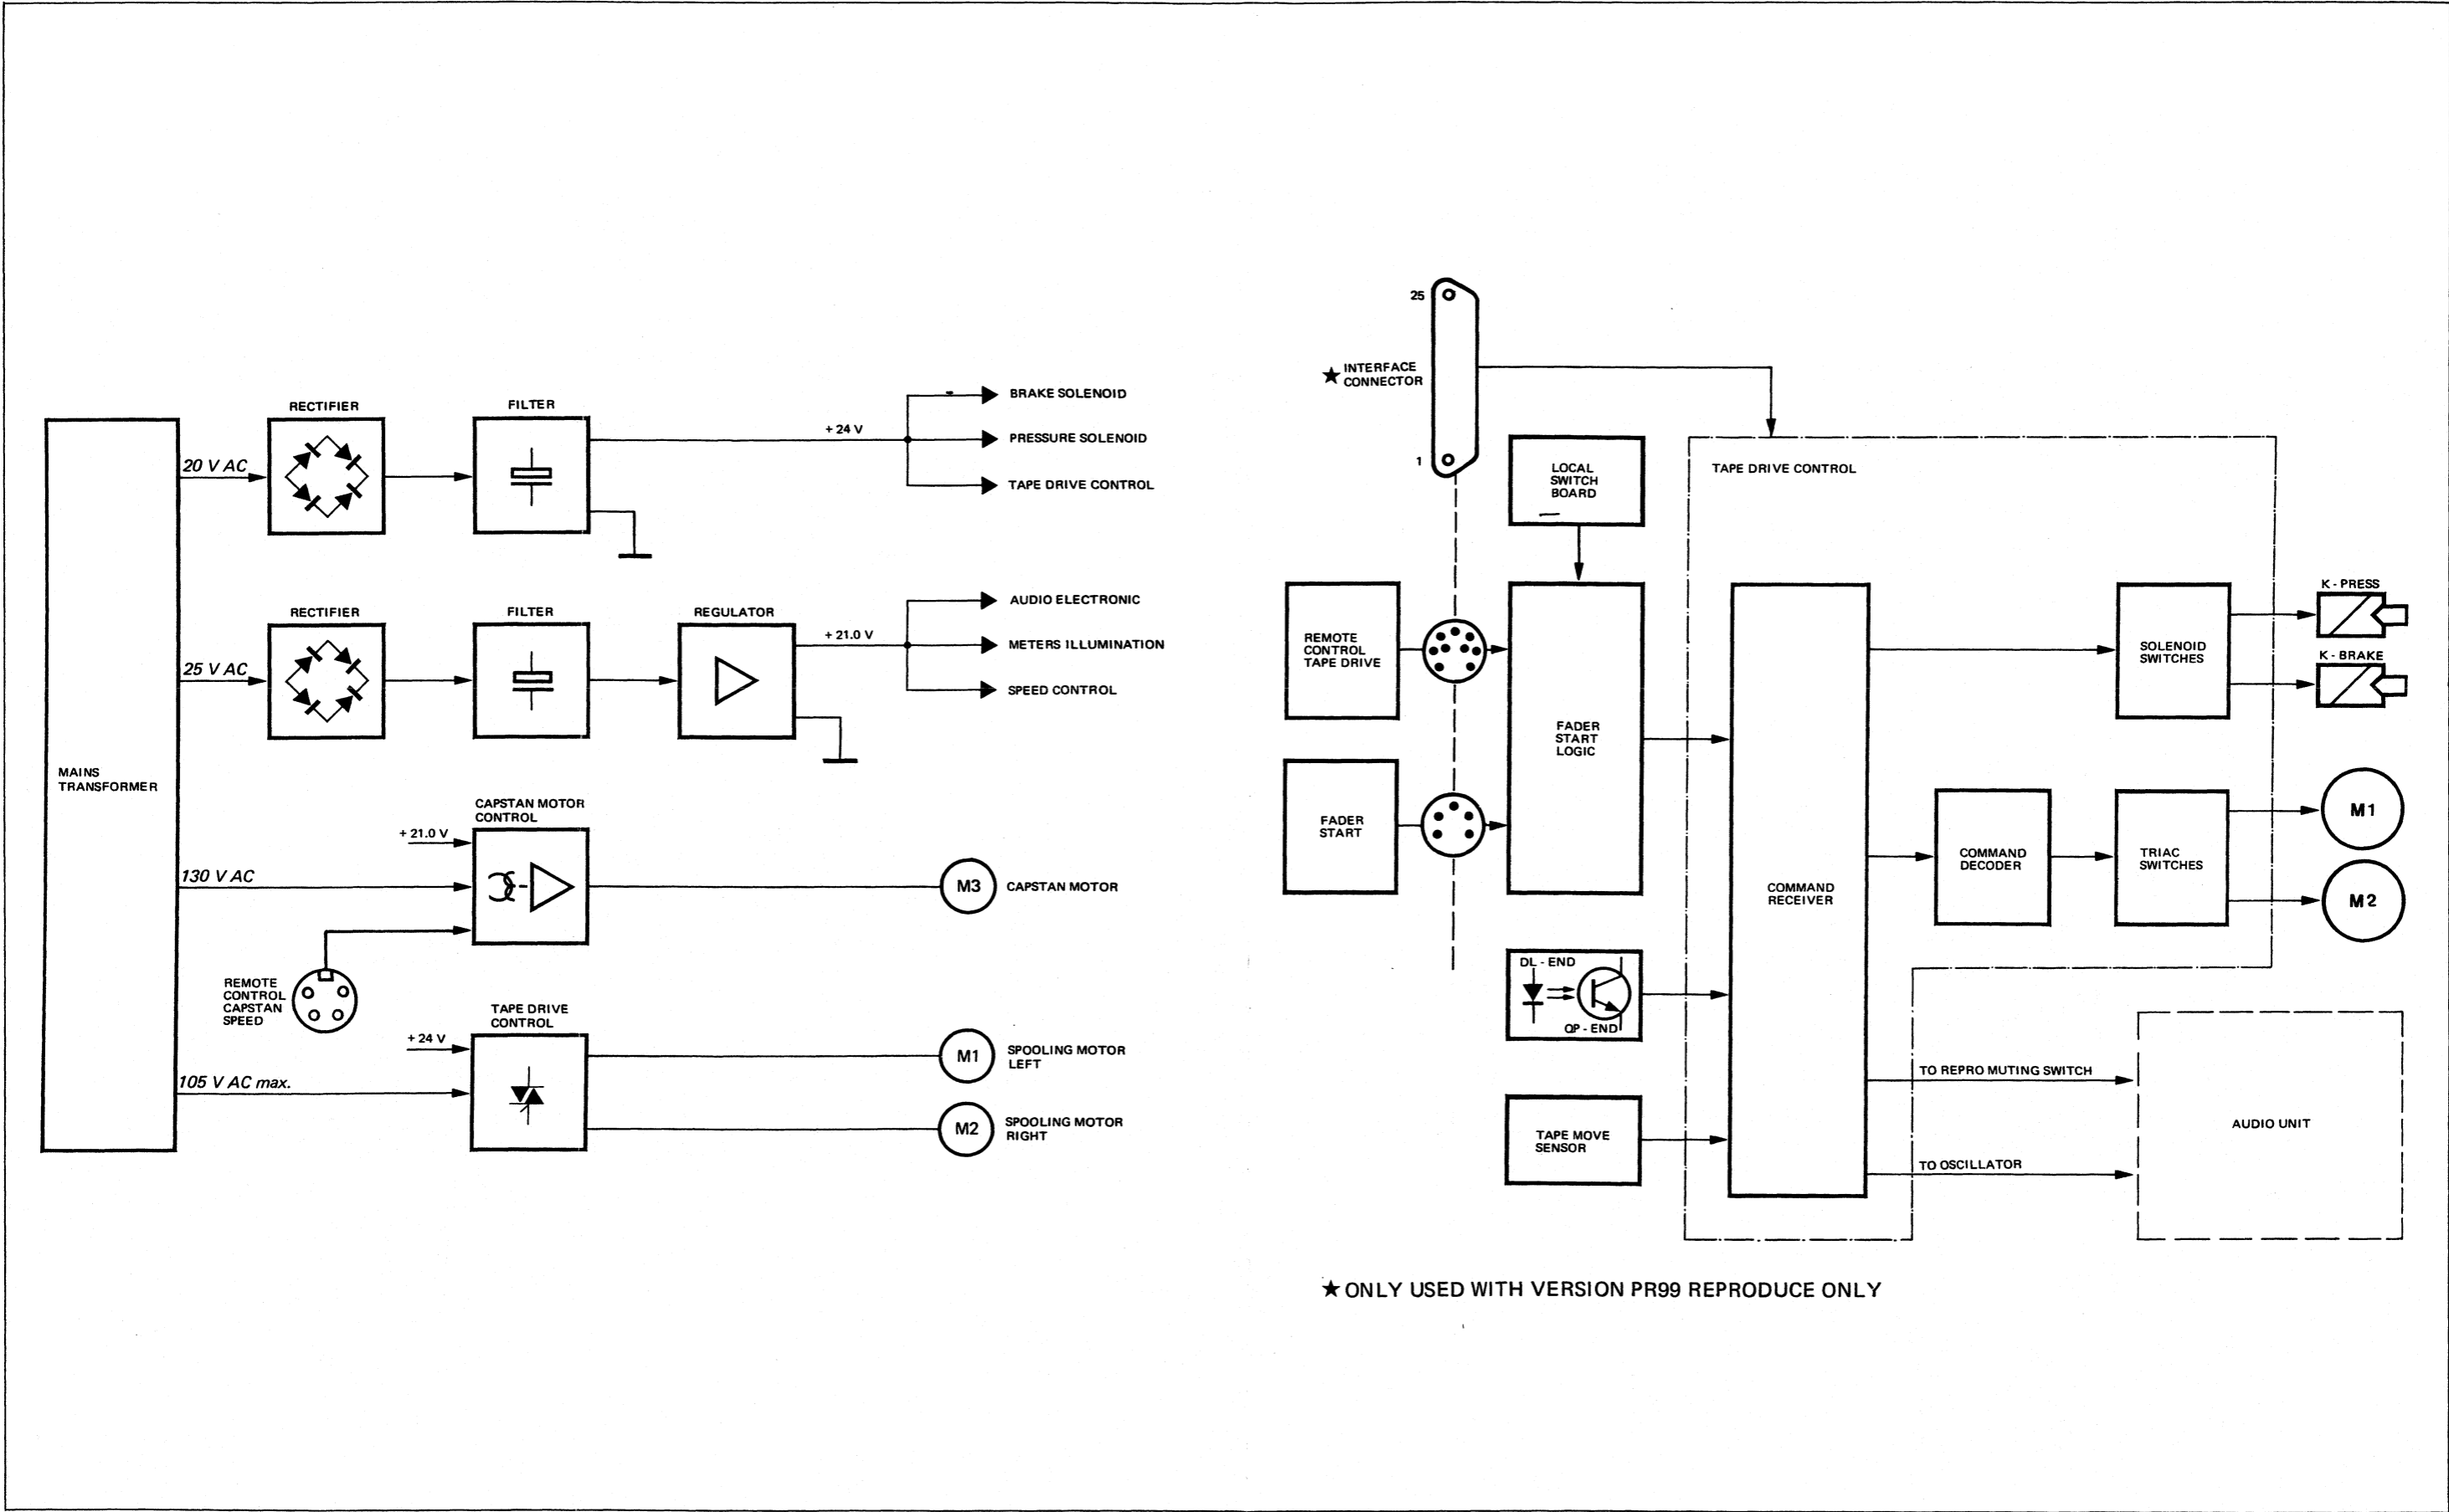 MAINS
TRANSFORMER
20 V AC
RECTIFIER
FILTER
+ 24 V
BRAKE SOLENOID
PRESSURE SOLENOID
TAPE DRIVE CONTROL
25 V AC
RECTIFIER
FILTER
REGULATOR
+ 21.0 V
AUDIO ELECTRONIC
METERS ILLUMINATION
SPEED CONTROL
130 V AC
CAPSTAN MOTOR
CONTROL
+ 21.0 V
M3
CAPSTAN MOTOR
REMOTE
CONTROL
CAPSTAN
SPEED
105 V AC max.
TAPE DRIVE
CONTROL
+ 24 V
M1
SPOOLING MOTOR
LEFT
M2
SPOOLING MOTOR
RIGHT
25
★ INTERFACE
CONNECTOR
1
LOCAL
SWITCH
BOARD
TAPE DRIVE CONTROL
REMOTE
CONTROL
TAPE DRIVE
FADER
START
LOGIC
FADER
START
COMMAND
RECEIVER
SOLENOID
SWITCHES
K - PRESS
K - BRAKE
COMMAND
DECODER
TRIAC
SWITCHES
M1
M2
DL - END
QP - END
TAPE MOVE
SENSOR
TO REPRO MUTING SWITCH
TO OSCILLATOR
AUDIO UNIT
★ ONLY USED WITH VERSION PR99 REPRODUCE ONLY